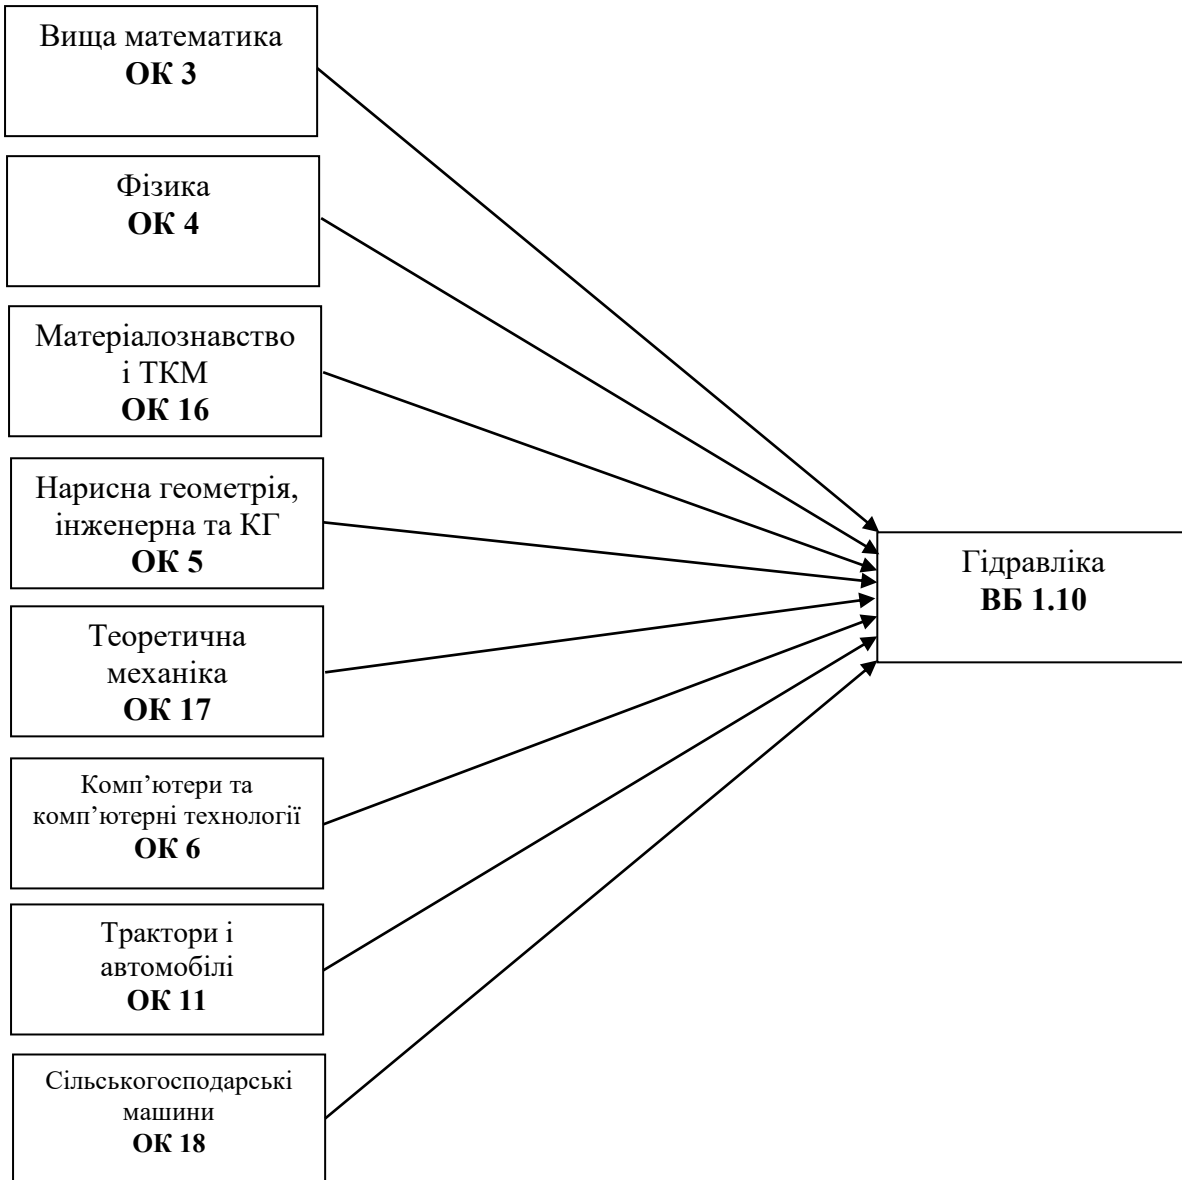 Вища математика
ОК 3
Фізика
ОК 4
Матеріалознавство
і ТКМ
ОК 16
Нарисна геометрія,
інженерна та КГ
ОК 5
Теоретична
механіка
ОК 17
Комп’ютери та
комп’ютерні технології
ОК 6
Трактори і
автомобілі
ОК 11
Сільськогосподарські
машини
ОК 18
Гідравліка
ВБ 1.10